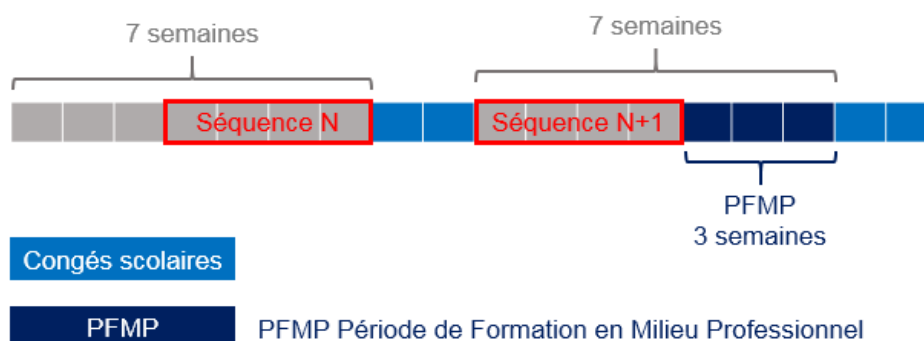 7 semaines
7 semaines
Séquence N
Séquence N+1
PFMP
3 semaines
Congés scolaires
PFMP
PFMP Période de Formation en Milieu Professionnel